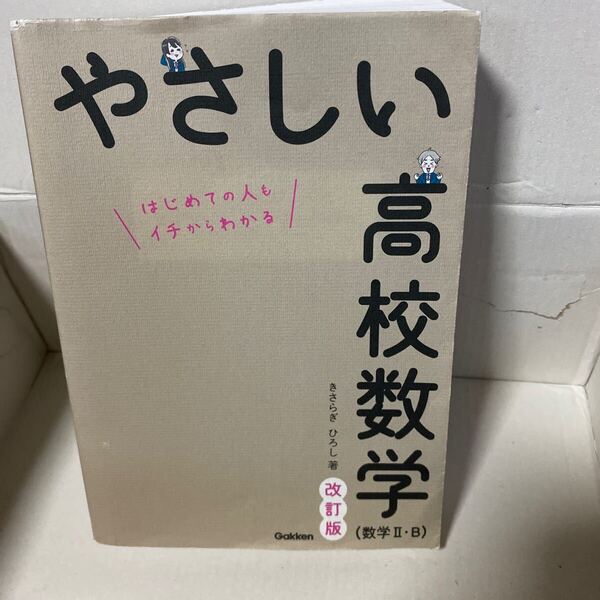 やさしい
高校数学
(数学Ⅱ・B)
はじめての人も
イチからわかる
きさらぎ ひろし 著
改訂版
Gakken